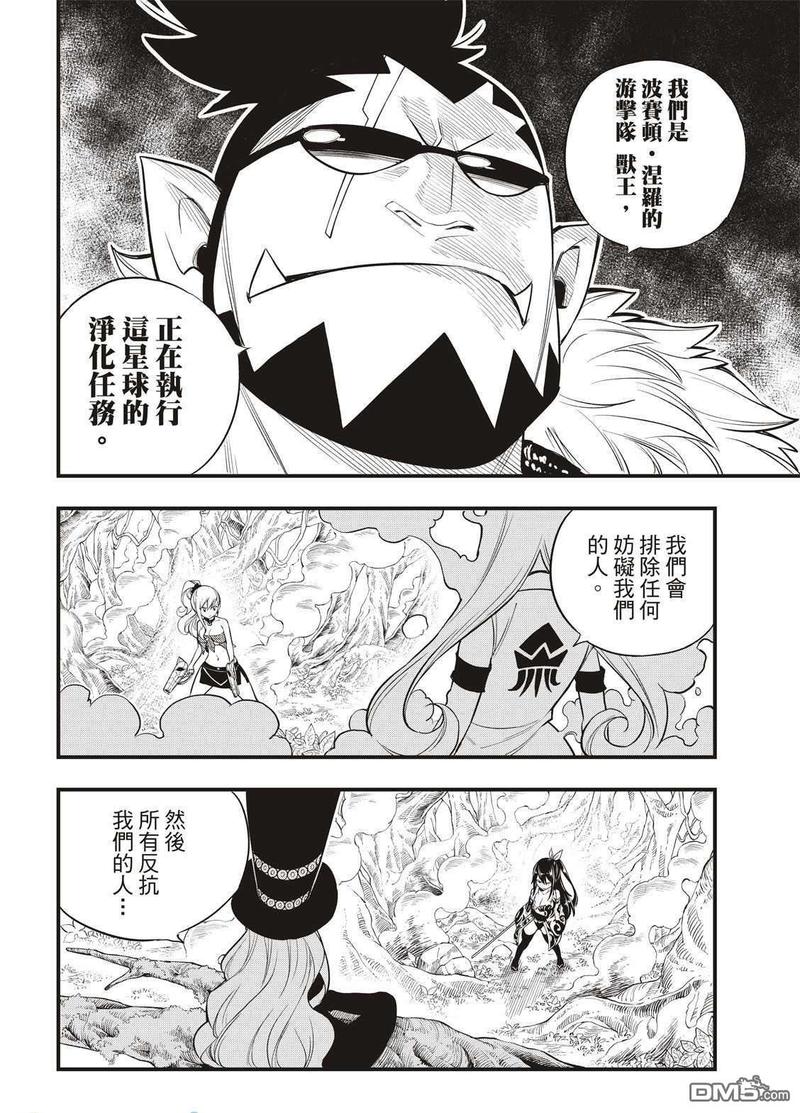 我們是
波賽頓·涅羅的
游擊隊 獸王，
正在執行
這星球的
淨化任務。
我們會
排除任何
妨礙我們
的人。
然後
所有反抗
我們的人…
DM5.com